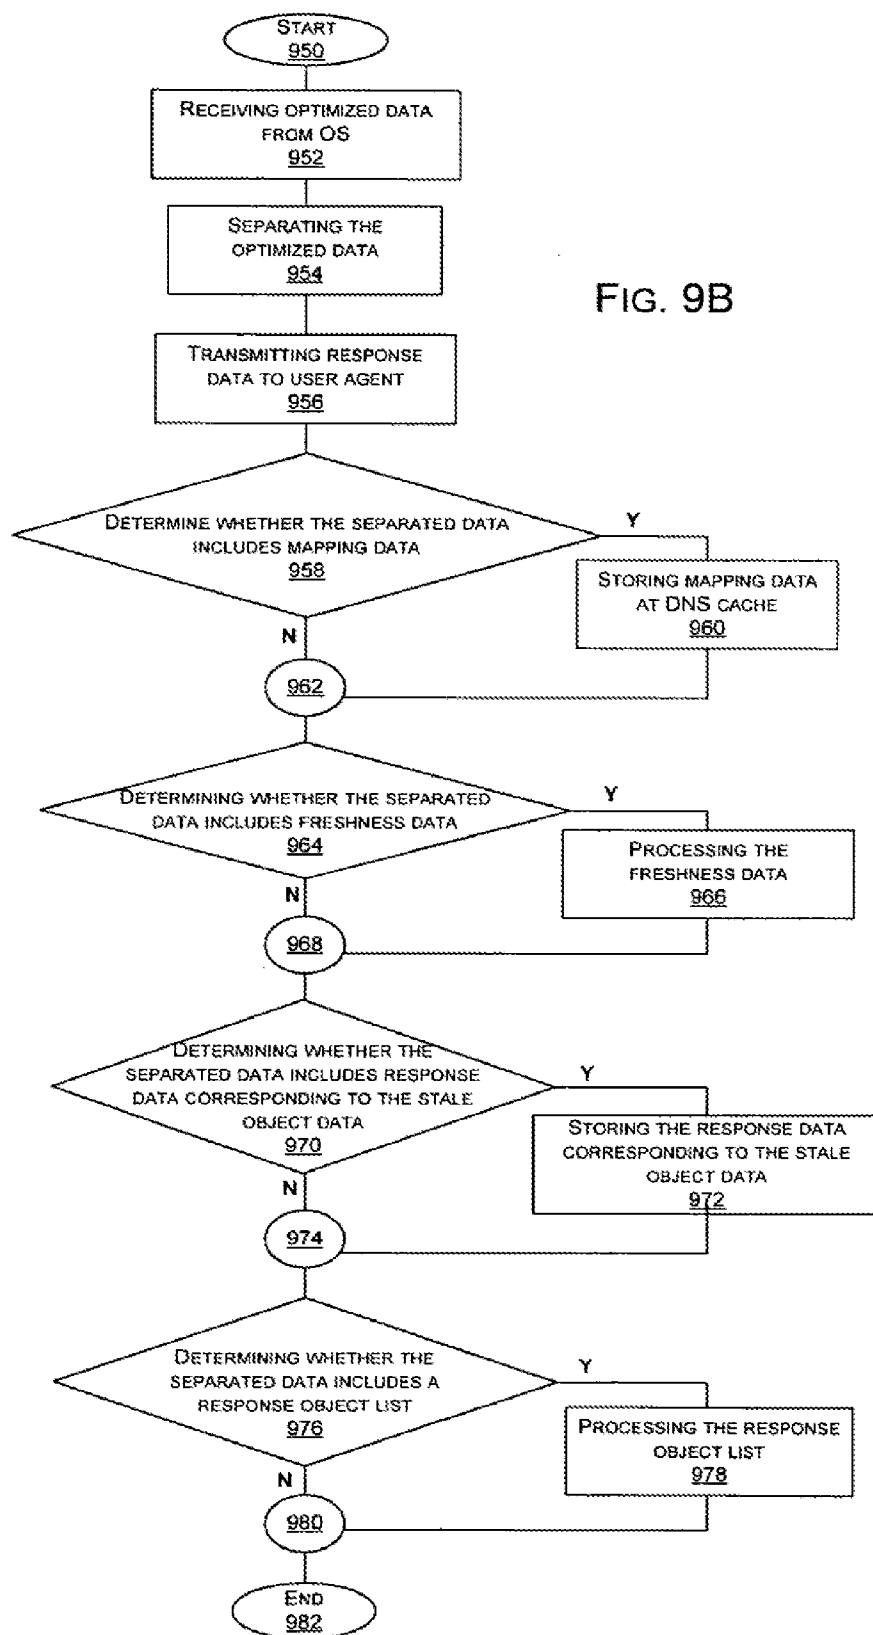 START
950
RECEIVING OPTIMIZED DATA
FROM OS
952
SEPARATING THE
OPTIMIZED DATA
954
FIG. 9B
TRANSMITTING RESPONSE
DATA TO USER AGENT
956
DETERMINE WHETHER THE SEPARATED DATA
INCLUDES MAPPING DATA
958
Y
STORING MAPPING DATA
AT DNS CACHE
960
N
962
DETERMINING WHETHER THE SEPARATED
DATA INCLUDES FRESHNESS DATA
964
Y
PROCESSING THE
FRESHNESS DATA
966
N
968
DETERMINING WHETHER THE
SEPARATED DATA INCLUDES RESPONSE
DATA CORRESPONDING TO THE STALE
OBJECT DATA
970
Y
STORING THE RESPONSE DATA
CORRESPONDING TO THE STALE
OBJECT DATA
972
N
974
DETERMINING WHETHER THE
SEPARATED DATA INCLUDES A
RESPONSE OBJECT LIST
976
Y
PROCESSING THE RESPONSE
OBJECT LIST
978
N
980
END
982